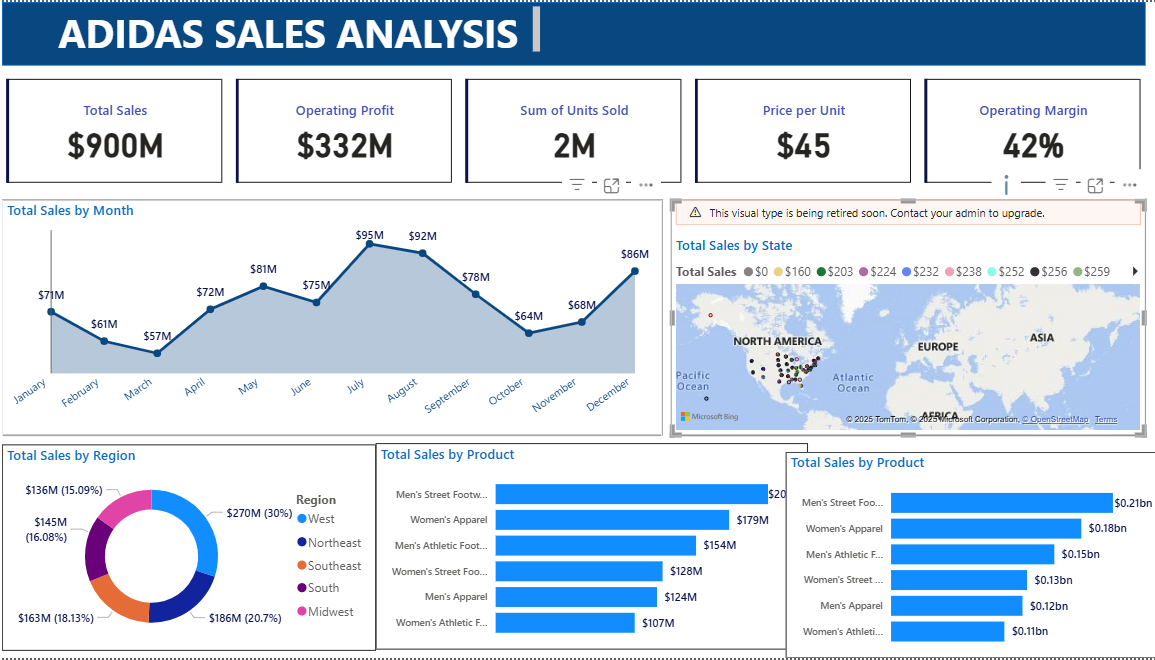 ADIDAS SALES ANALYSIS
Total Sales
$900M
Operating Profit
$332M
Sum of Units Sold
2M
Price per Unit
$45
Operating Margin
42%
Total Sales by Month
$71M
$61M
$57M
$72M
$81M
$75M
$95M
$92M
$78M
$64M
$68M
$86M
January
February
March
April
May
June
July
August
September
October
November
December
This visual type is being retired soon. Contact your admin to upgrade.
Total Sales by State
Total Sales $0 $160 $203 $224 $232 $238 $252 $256 $259
NORTH AMERICA
EUROPE
ASIA
Pacific
Ocean
Atlantic
Ocean
AFRICA
Microsoft Bing
© 2025 TomTom, © 2025 Microsoft Corporation, © OpenStreetMap Terms
Total Sales by Region
$136M (15.09%)
$145M
(16.08%)
$163M (18.13%)
$270M (30%)
$186M (20.7%)
Region
West
Northeast
Southeast
South
Midwest
Total Sales by Product
Men's Street Footw... $20
Women's Apparel $179M
Men's Athletic Foot... $154M
Women's Street Foo... $128M
Men's Apparel $124M
Women's Athletic F... $107M
Total Sales by Product
Men's Street Foo... $0.21bn
Women's Apparel $0.18bn
Men's Athletic F... $0.15bn
Women's Street ... $0.13bn
Men's Apparel $0.12bn
Women's Athleti... $0.11bn